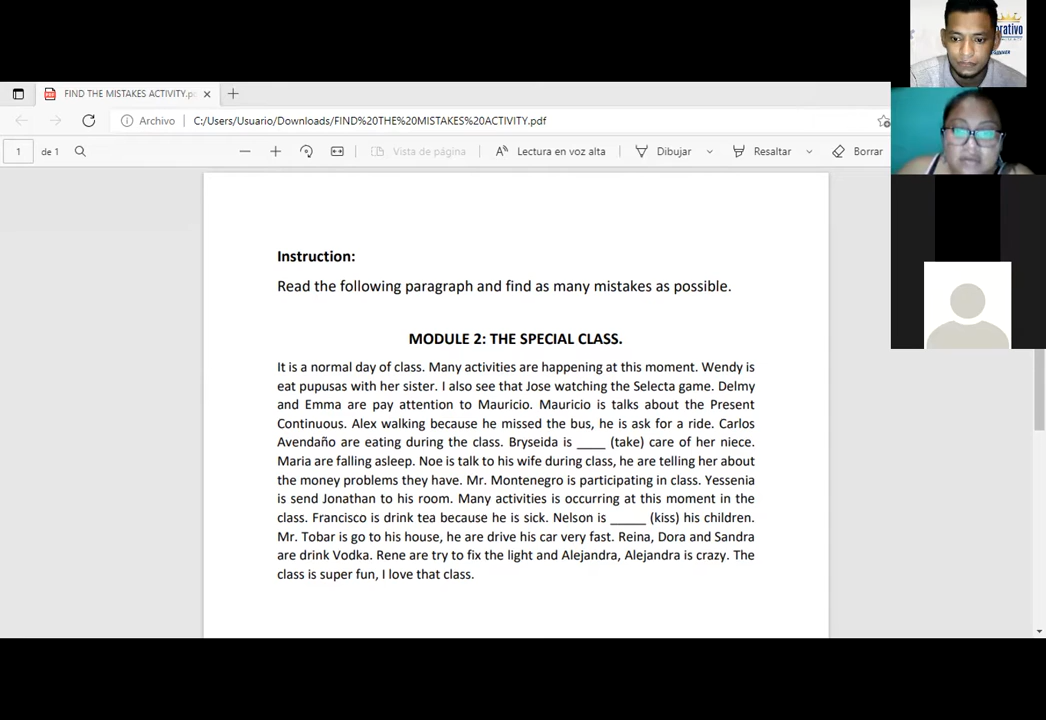 orativo
FIND THE MISTAKES ACTIVITY.p
Archivo
C:/Users/Usuario/Downloads/FIND%20THE%20MISTAKES%20ACTIVITY.pdf
1 de 1
Vista de página
Lectura en voz alta
Dibujar
Resaltar
Borrar
Instruction:
Read the following paragraph and find as many mistakes as possible.
MODULE 2: THE SPECIAL CLASS.
It is a normal day of class. Many activities are happening at this moment. Wendy is
eat pupusas with her sister. I also see that Jose watching the Selecta game. Delmy
and Emma are pay attention to Mauricio. Mauricio is talks about the Present
Continuous. Alex walking because he missed the bus, he is ask for a ride. Carlos
Avendaño are eating during the class. Bryseida is ____ (take) care of her niece.
Maria are falling asleep. Noe is talk to his wife during class, he are telling her about
the money problems they have. Mr. Montenegro is participating in class. Yessenia
is send Jonathan to his room. Many activities is occurring at this moment in the
class. Francisco is drink tea because he is sick. Nelson is _____ (kiss) his children.
Mr. Tobar is go to his house, he are drive his car very fast. Reina, Dora and Sandra
are drink Vodka. Rene are try to fix the light and Alejandra, Alejandra is crazy. The
class is super fun, I love that class.